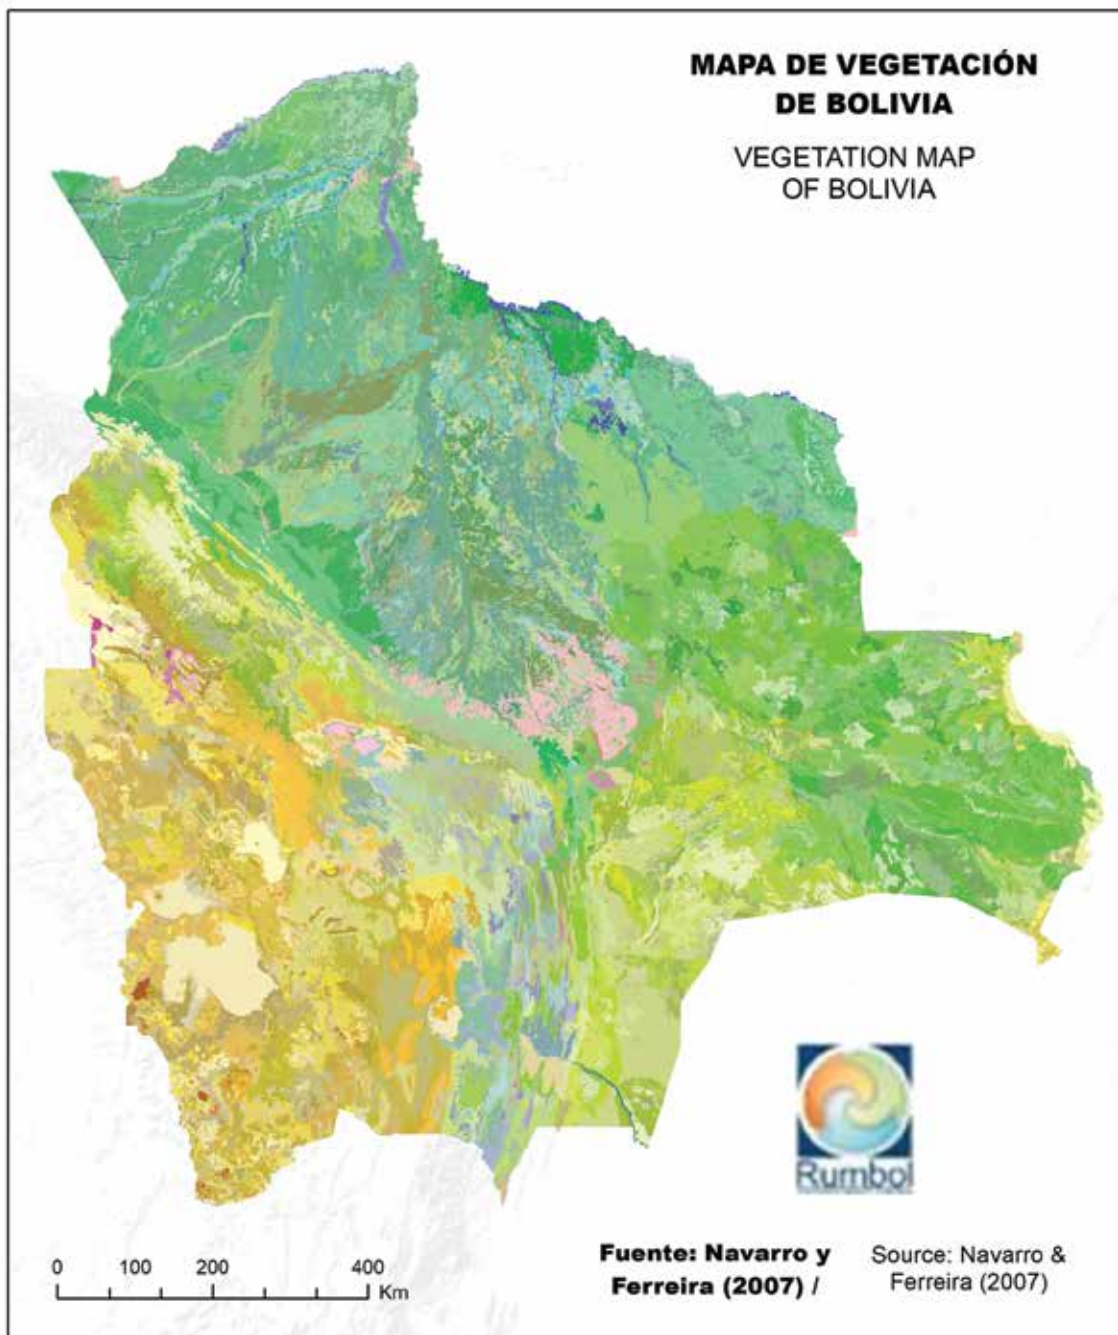 MAPA DE VEGETACIÓN
DE BOLIVIA
VEGETATION MAP
OF BOLIVIA
Rumbol
Fuente: Navarro y
Ferreira (2007) /
Source: Navarro &
Ferreira (2007)
0 100 200 400
Km